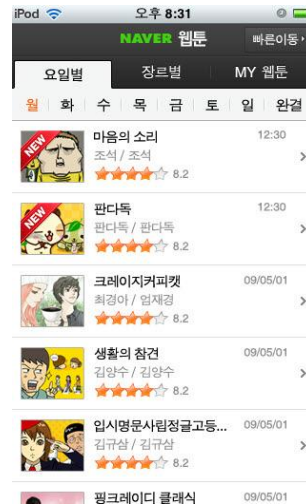 iPod 오후 8:31
NAVER 웹툰 빠른이동
요일별 장르별 MY 웹툰
월 화 수 목 금 토 일 완결
NEW 마음의 소리 12:30
조석 / 조석
8.2
NEW 판다독 12:30
판다독 / 판다독
8.2
크레이지커피캣 09/05/01
최경아 / 엄재경
8.2
생활의 참견 09/05/01
김양수 / 김양수
8.2
입시명문사립정글고등... 09/05/01
김규삼 / 김규삼
8.2
핑크레이디 클래식 09/05/01